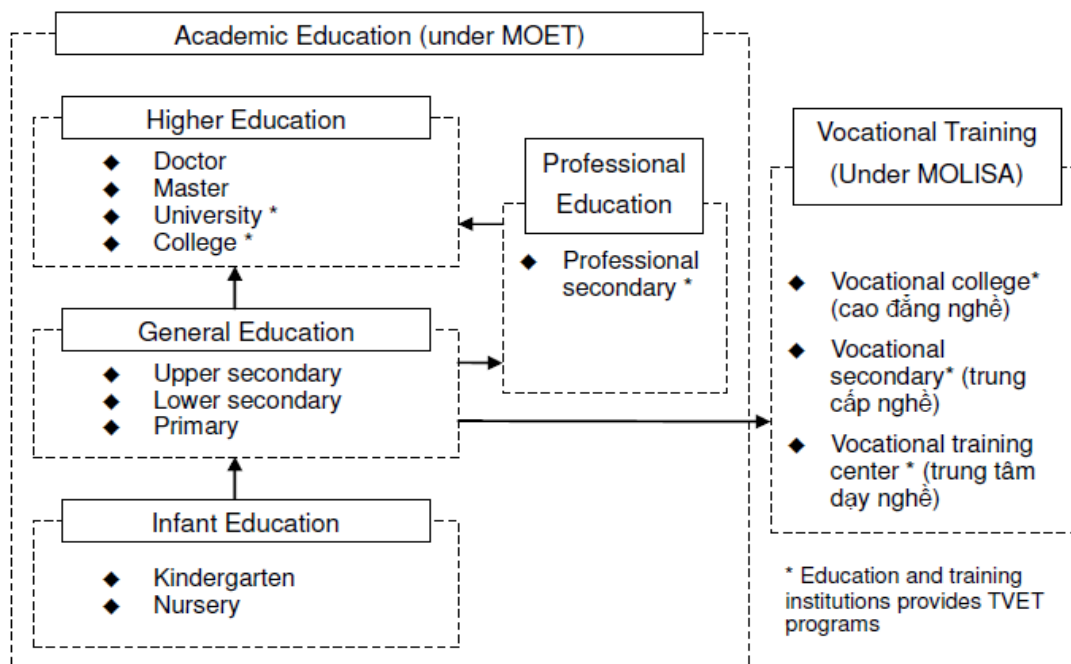 Academic Education (under MOET)
Higher Education
◆ Doctor
◆ Master
◆ University *
◆ College *
Professional
Education
◆ Professional
secondary *
General Education
◆ Upper secondary
◆ Lower secondary
◆ Primary
Infant Education
◆ Kindergarten
◆ Nursery
Vocational Training
(Under MOLISA)
◆ Vocational college*
(cao đẳng nghề)
◆ Vocational
secondary* (trung
cấp nghề)
◆ Vocational training
center * (trung tâm
dạy nghề)
* Education and training
institutions provides TVET
programs